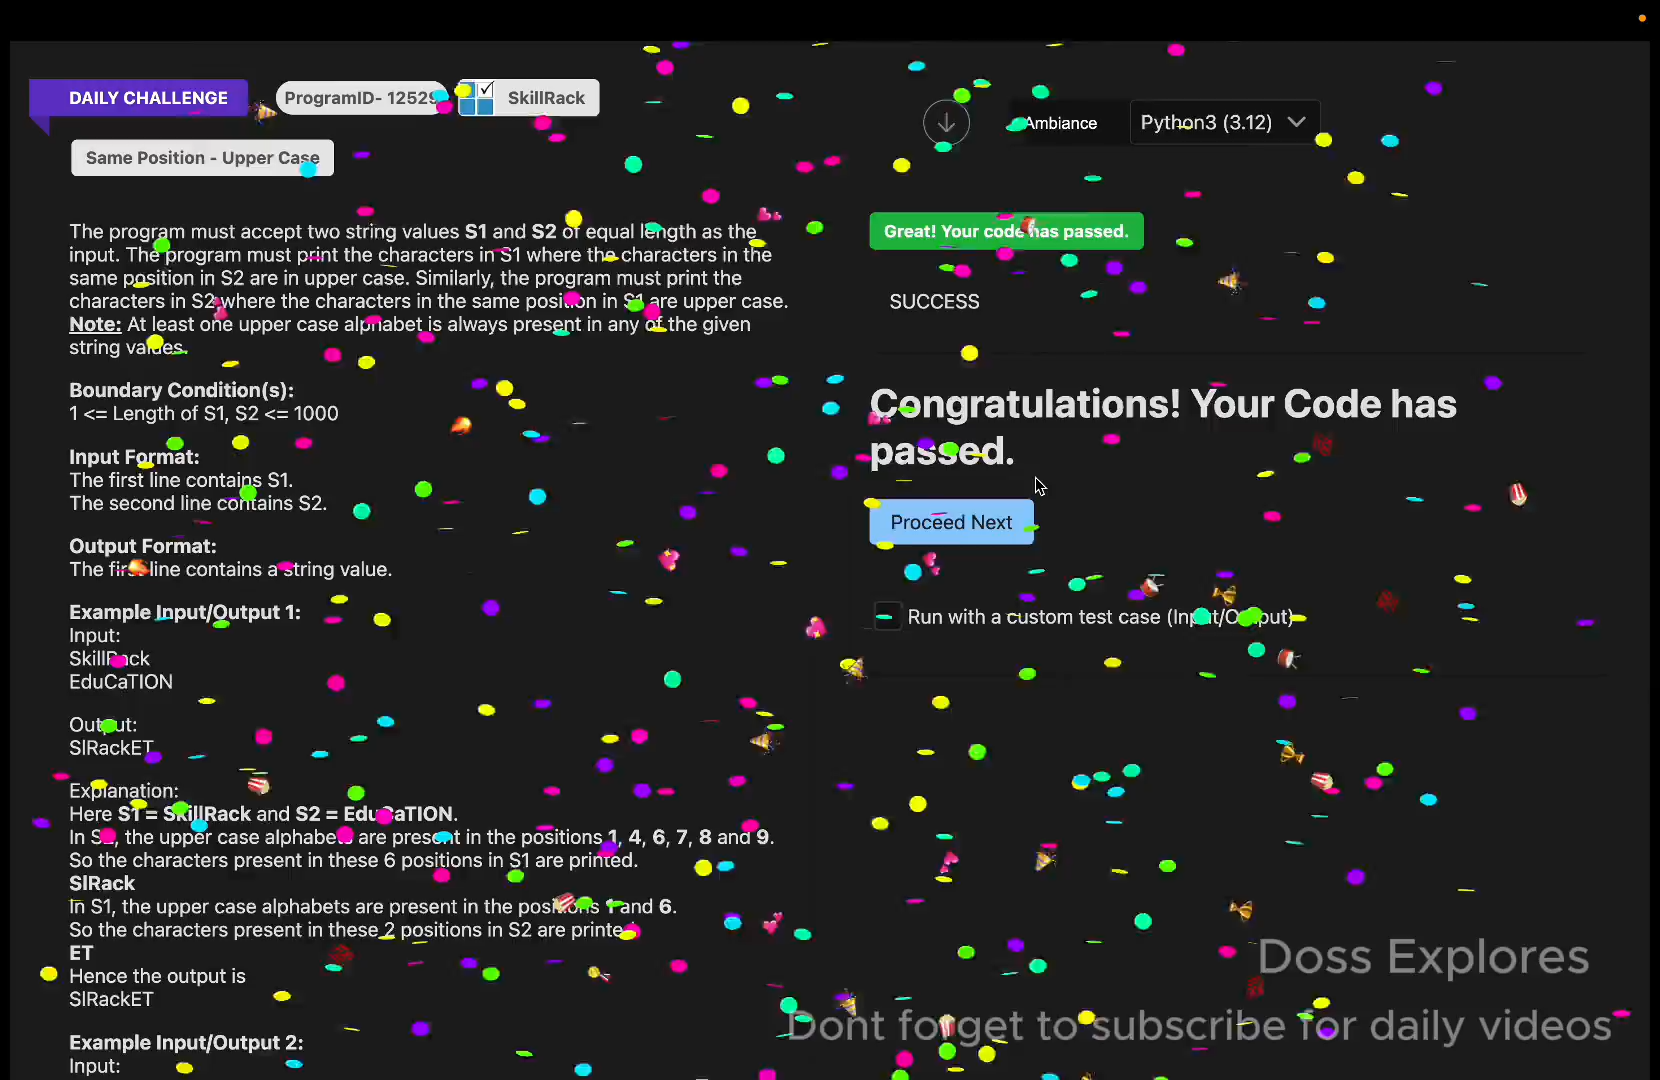 DAILY CHALLENGE
ProgramID- 12529
SkillRack
Ambiance
Python3 (3.12)
Same Position - Upper Case
The program must accept two string values S1 and S2 of equal length as the
input. The program must print the characters in S1 where the characters in the
same position in S2 are in upper case. Similarly, the program must print the
characters in S2 where the characters in the same position in S1 are upper case.
Note: At least one upper case alphabet is always present in any of the given
string values.
Boundary Condition(s):
1 <= Length of S1, S2 <= 1000
Input Format:
The first line contains S1.
The second line contains S2.
Output Format:
The first line contains a string value.
Example Input/Output 1:
Input:
SkillRack
EduCaTION
Output:
SlRackET
Explanation:
Here S1 = SkillRack and S2 = EduCaTION.
In S2, the upper case alphabets are present in the positions 1, 4, 6, 7, 8 and 9.
So the characters present in these 6 positions in S1 are printed.
SlRack
In S1, the upper case alphabets are present in the positions 1 and 6.
So the characters present in these 2 positions in S2 are printed.
ET
Hence the output is
SlRackET
Example Input/Output 2:
Input:
Great! Your code has passed.
SUCCESS
Congratulations! Your Code has
passed.
Proceed Next
Run with a custom test case (Input/Output)
Doss Explores
Dont forget to subscribe for daily videos